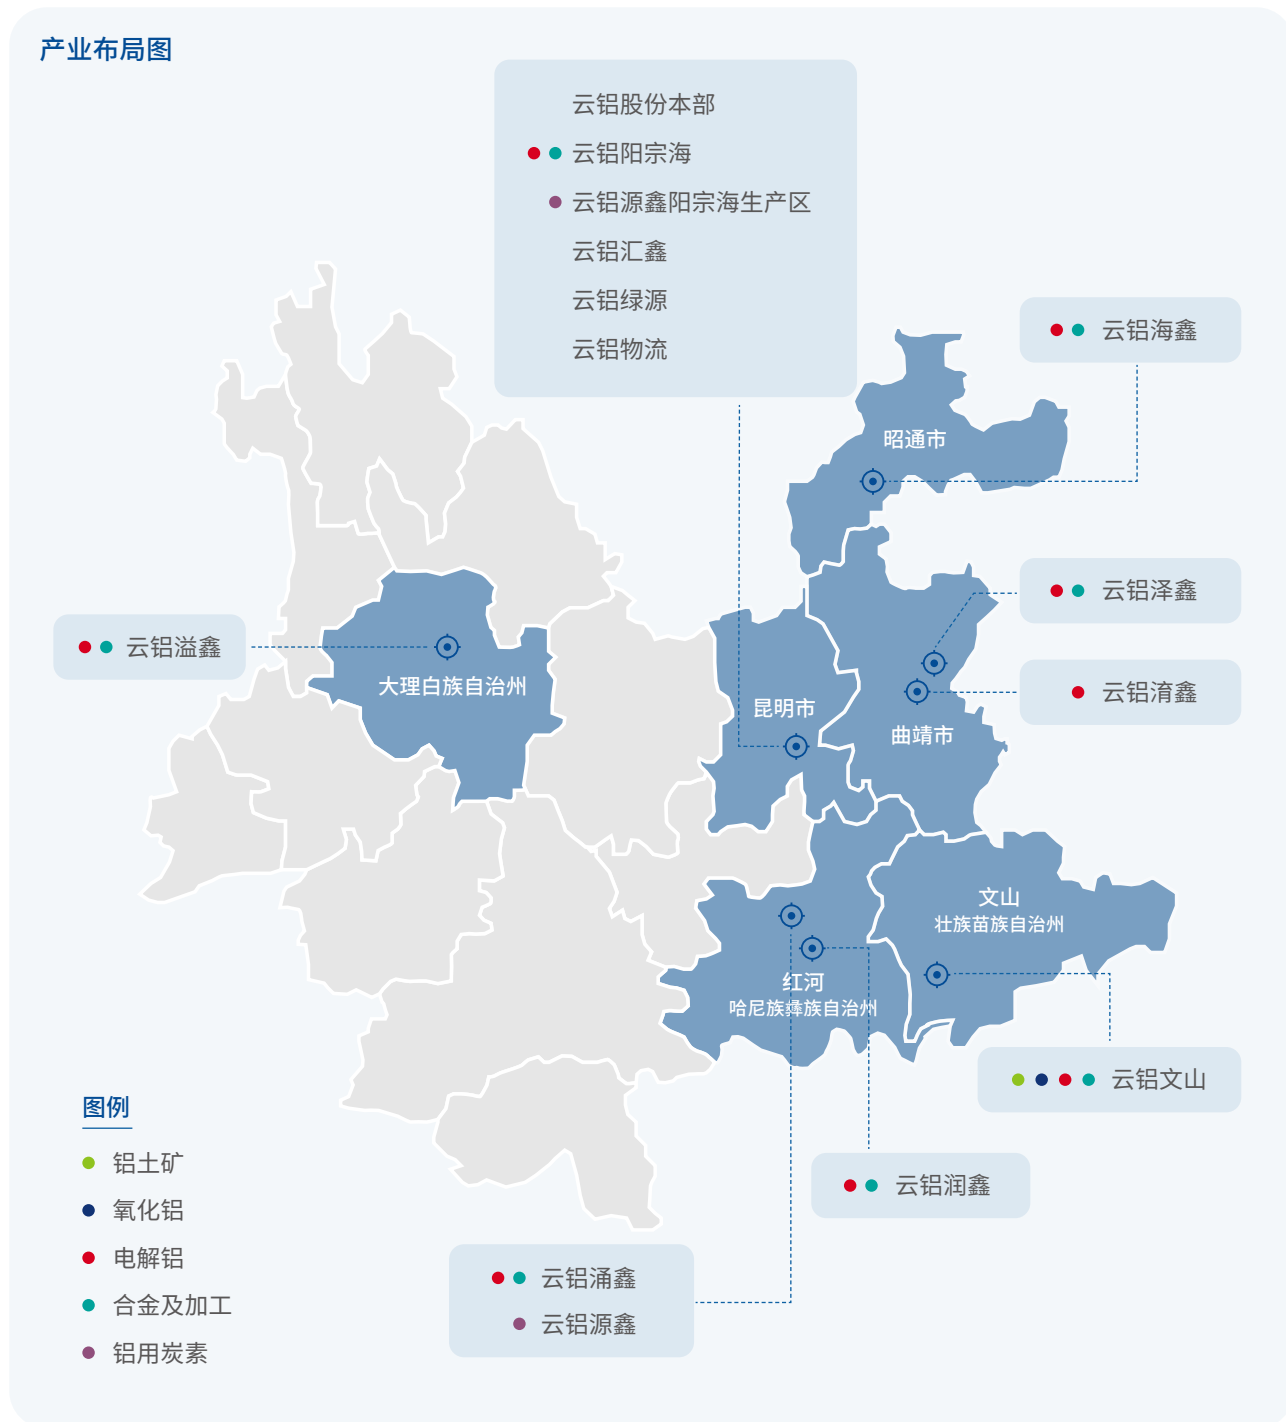 产业布局图
云铝股份本部
云铝阳宗海
云铝源鑫阳宗海生产区
云铝汇鑫
云铝绿源
云铝物流
云铝海鑫
昭通市
云铝泽鑫
云铝溢鑫
大理白族自治州
云铝淯鑫
昆明市
曲靖市
文山
壮族苗族自治州
红河
哈尼族彝族自治州
云铝文山
云铝润鑫
云铝涌鑫
云铝源鑫
图例
铝土矿
氧化铝
电解铝
合金及加工
铝用炭素